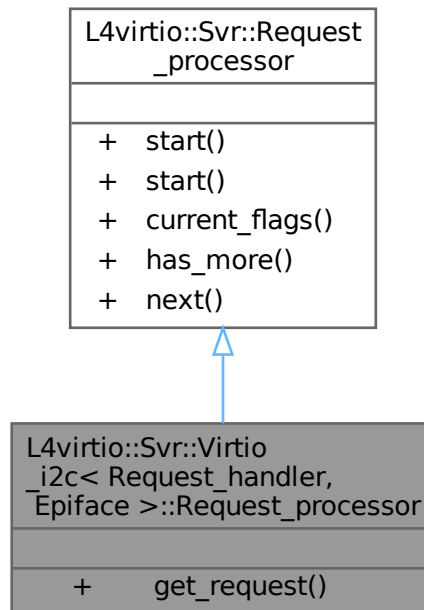 L4virtio::Svr::Request
_processor
+ start()
+ start()
+ current_flags()
+ has_more()
+ next()
L4virtio::Svr::Virtio
_i2c< Request_handler,
Epiface >::Request_processor
+ get_request()